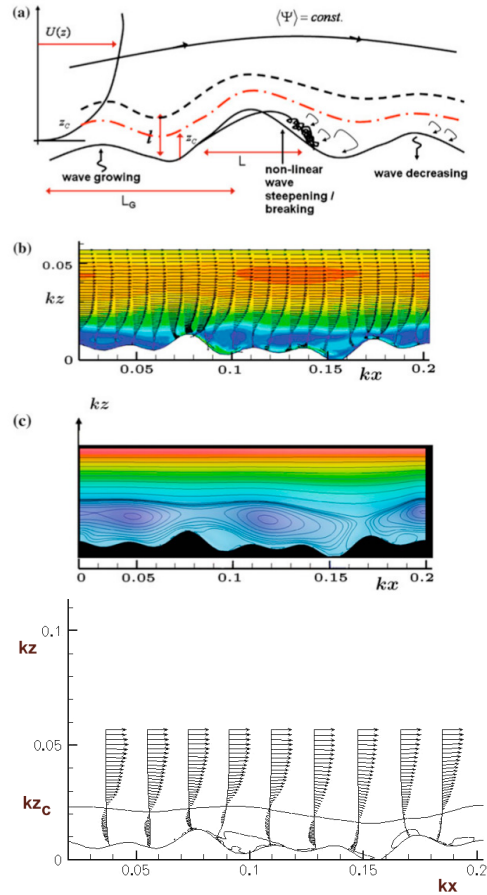 (a)
U(z)
⟨Ψ⟩ = const.
z_c
l
z_c
L
wave growing
non-linear
wave
steepening /
breaking
wave decreasing
L_G
(b)
0.05
kz
0
0.05
0.1
0.15
0.2
kx
kz
(c)
0
0.05
0.1
0.15
0.2
kx
0.1
kz
0.05
kz_c
0
0.05
0.1
0.15
0.2
kx